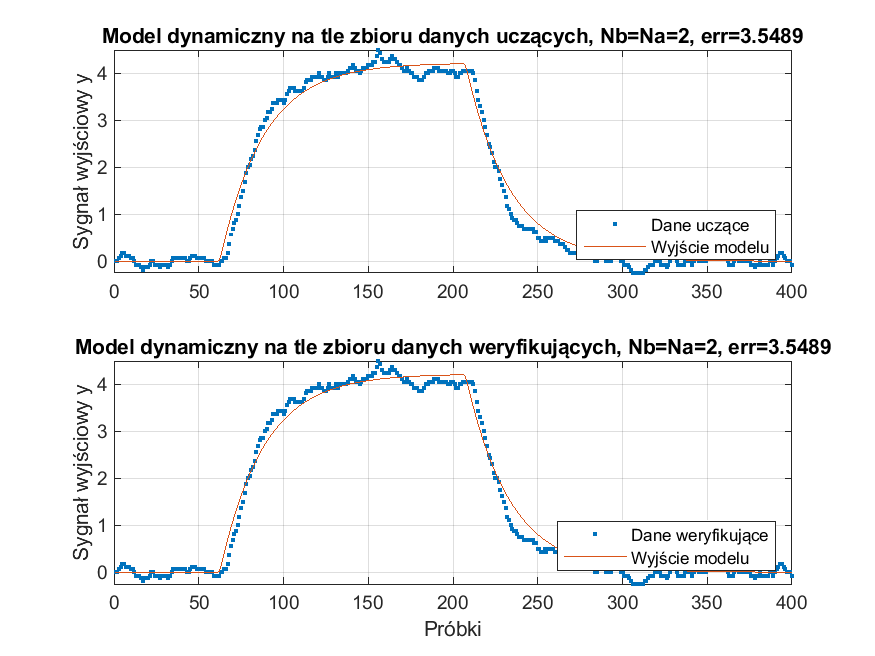 Model dynamiczny na tle zbioru danych uczących, Nb=Na=2, err=3.5489
Sygnał wyjściowy y
4
3
2
1
0
Dane uczące
Wyjście modelu
0 50 100 150 200 250 300 350 400
Model dynamiczny na tle zbioru danych weryfikujących, Nb=Na=2, err=3.5489
Sygnał wyjściowy y
4
3
2
1
0
Dane weryfikujące
Wyjście modelu
0 50 100 150 200 250 300 350 400
Próbki